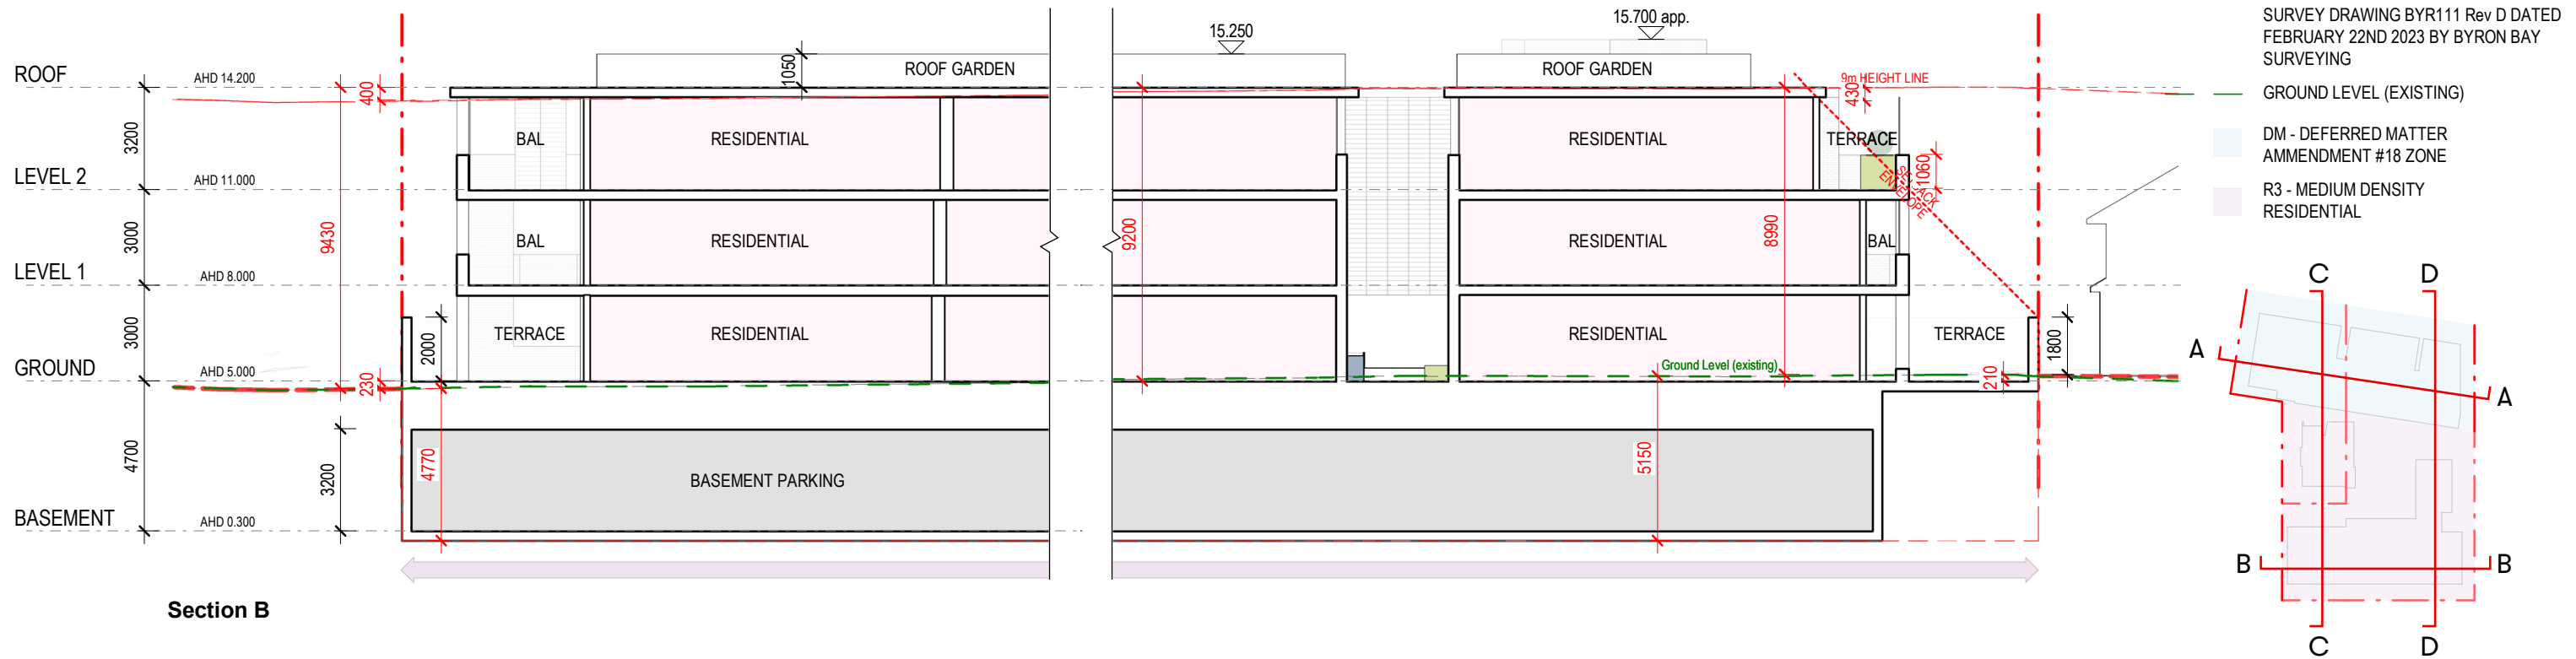 15.250
15.700 app.
SURVEY DRAWING BYR111 Rev D DATED
FEBRUARY 22ND 2023 BY BYRON BAY
SURVEYING
ROOF
AHD 14.200
400
1050
ROOF GARDEN
ROOF GARDEN
9m HEIGHT LINE
430
GROUND LEVEL (EXISTING)
3200
BAL
RESIDENTIAL
RESIDENTIAL
TERRACE
DM - DEFERRED MATTER
AMMENDMENT #18 ZONE
LEVEL 2
AHD 11.000
1060
SETBACK
ENVELOPE
R3 - MEDIUM DENSITY
RESIDENTIAL
3000
9430
BAL
RESIDENTIAL
9200
RESIDENTIAL
8990
BAL
LEVEL 1
AHD 8.000
C
D
3000
2000
TERRACE
RESIDENTIAL
RESIDENTIAL
TERRACE
1800
GROUND
AHD 5.000
230
Ground Level (existing)
210
A
A
4700
3200
4770
BASEMENT PARKING
5150
BASEMENT
AHD 0.300
B
B
Section B
C
D